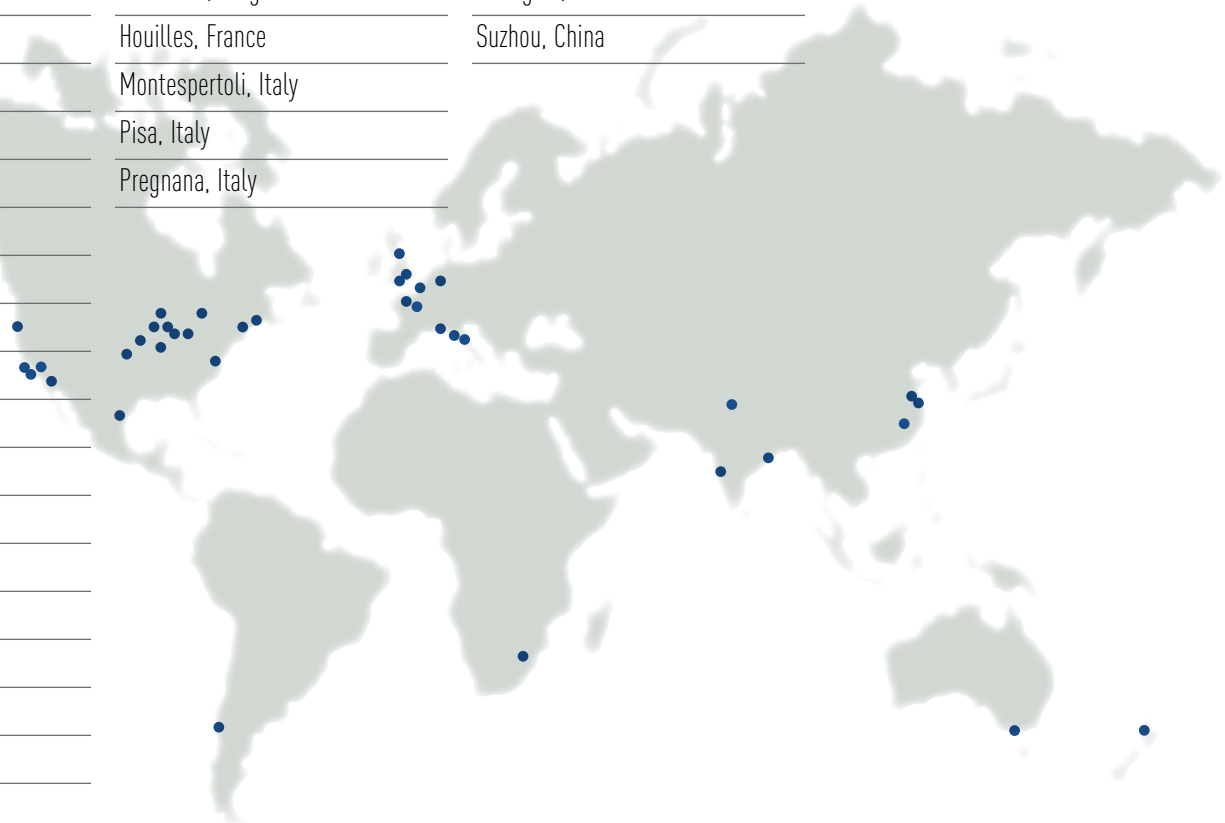 Houilles, France
Montespertoli, Italy
Pisa, Italy
Pregnana, Italy
Suzhou, China